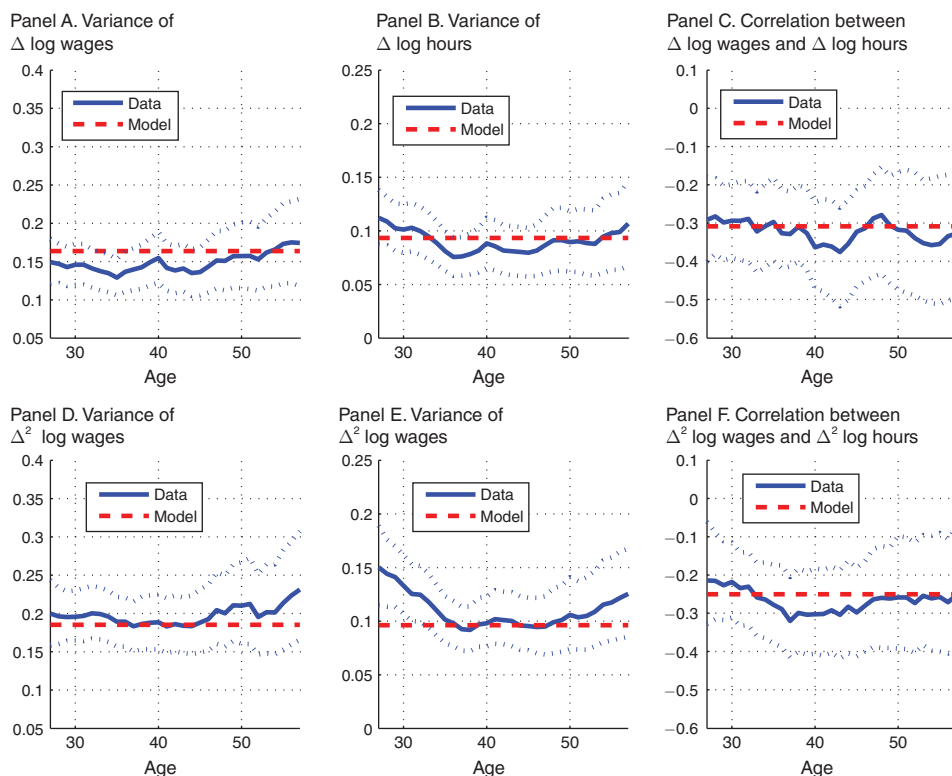 Panel A. Variance of
Δ log wages
0.4
0.35
0.3
0.25
0.2
0.15
0.1
0.05
Data
Model
30 40 50
Age
Panel B. Variance of
Δ log hours
0.25
0.2
0.15
0.1
0.05
0
Data
Model
30 40 50
Age
Panel C. Correlation between
Δ log wages and Δ log hours
0.1
0
−0.1
−0.2
−0.3
−0.4
−0.5
−0.6
Data
Model
30 40 50
Age
Panel D. Variance of
Δ² log wages
0.4
0.35
0.3
0.25
0.2
0.15
0.1
0.05
Data
Model
30 40 50
Age
Panel E. Variance of
Δ² log wages
0.25
0.2
0.15
0.1
0.05
0
Data
Model
30 40 50
Age
Panel F. Correlation between
Δ² log wages and Δ² log hours
0.1
0
−0.1
−0.2
−0.3
−0.4
−0.5
−0.6
Data
Model
30 40 50
Age